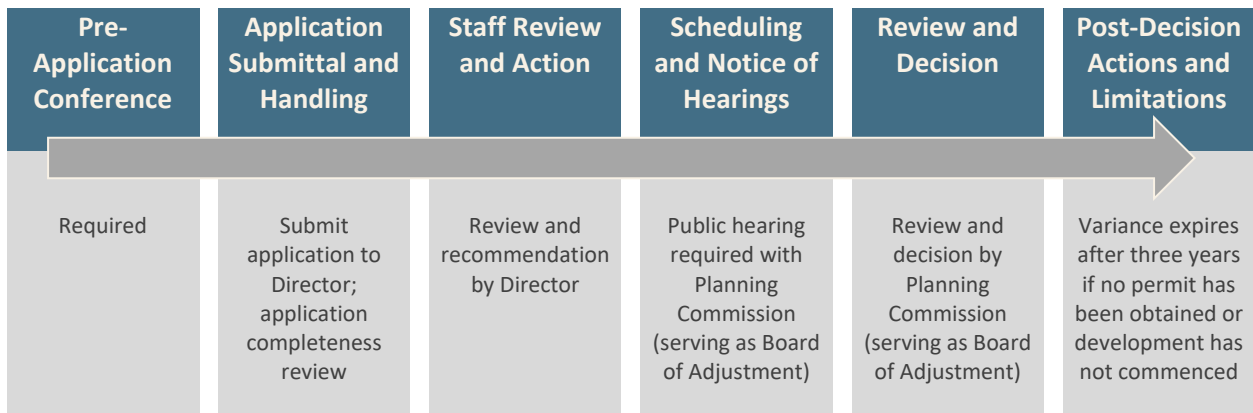 Pre-
Application
Conference
Application
Submittal and
Handling
Staff Review
and Action
Scheduling
and Notice of
Hearings
Review and
Decision
Post-Decision
Actions and
Limitations
Required
Submit
application to
Director;
application
completeness
review
Review and
recommendation
by Director
Public hearing
required with
Planning
Commission
(serving as Board
of Adjustment)
Review and
decision by
Planning
Commission
(serving as Board
of Adjustment)
Variance expires
after three years
if no permit has
been obtained or
development has
not commenced